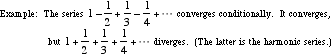 Example: The series 1 − 1/2 + 1/3 − 1/4 + ⋯ converges conditionally. It converges,
but 1 + 1/2 + 1/3 + 1/4 + ⋯ diverges. (The latter is the harmonic series.)